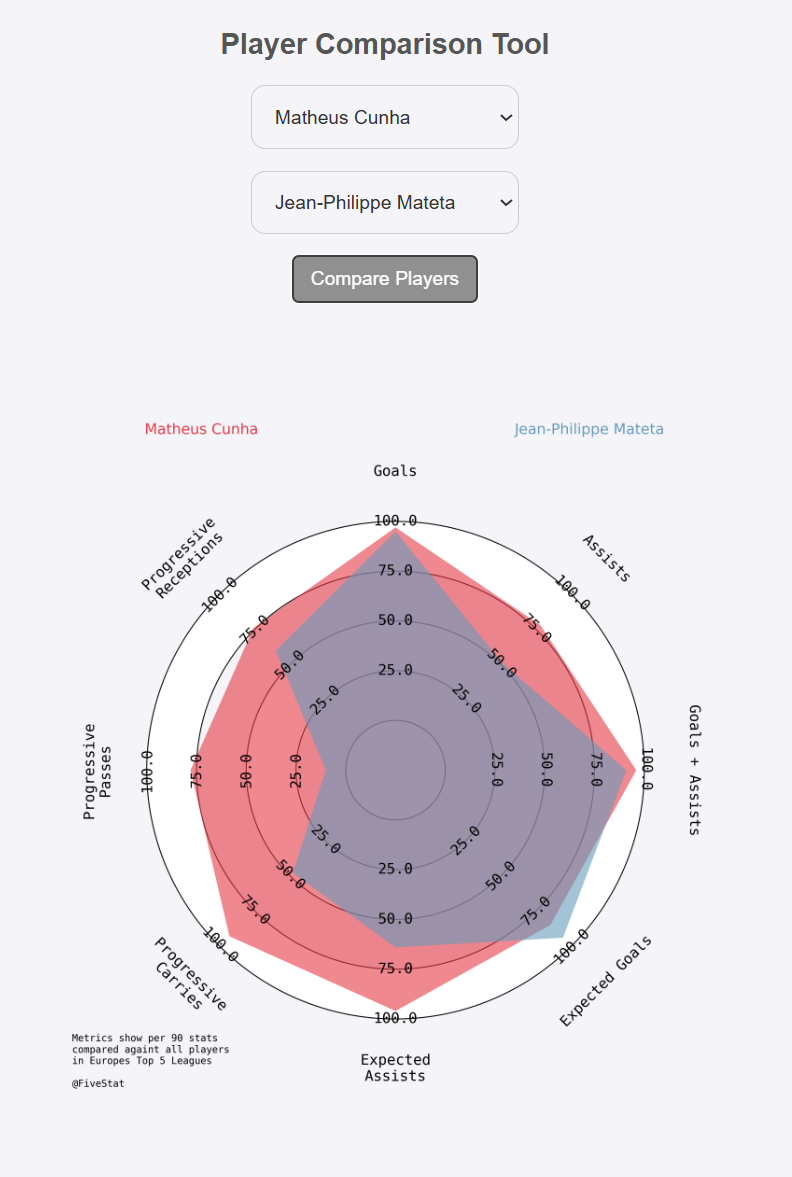 Player Comparison Tool
Matheus Cunha
Jean-Philippe Mateta
Compare Players
Matheus Cunha
Jean-Philippe Mateta
Goals
Assists
Goals + Assists
Expected Goals
Expected
Assists
Progressive
Carries
Progressive
Passes
Progressive
Receptions
25.0
50.0
75.0
100.0
25.0
50.0
75.0
100.0
25.0
50.0
75.0
100.0
25.0
50.0
75.0
100.0
25.0
50.0
75.0
100.0
25.0
50.0
75.0
100.0
25.0
50.0
75.0
100.0
25.0
50.0
75.0
100.0
Metrics show per 90 stats
compared againt all players
in Europes Top 5 Leagues
@FiveStat